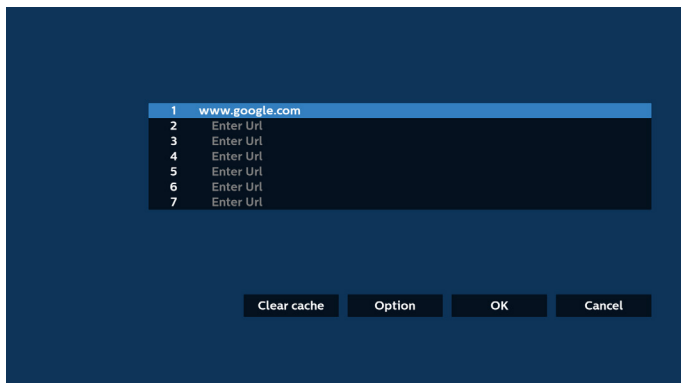 1 www.google.com
2 Enter Url
3 Enter Url
4 Enter Url
5 Enter Url
6 Enter Url
7 Enter Url
Clear cache Option OK Cancel